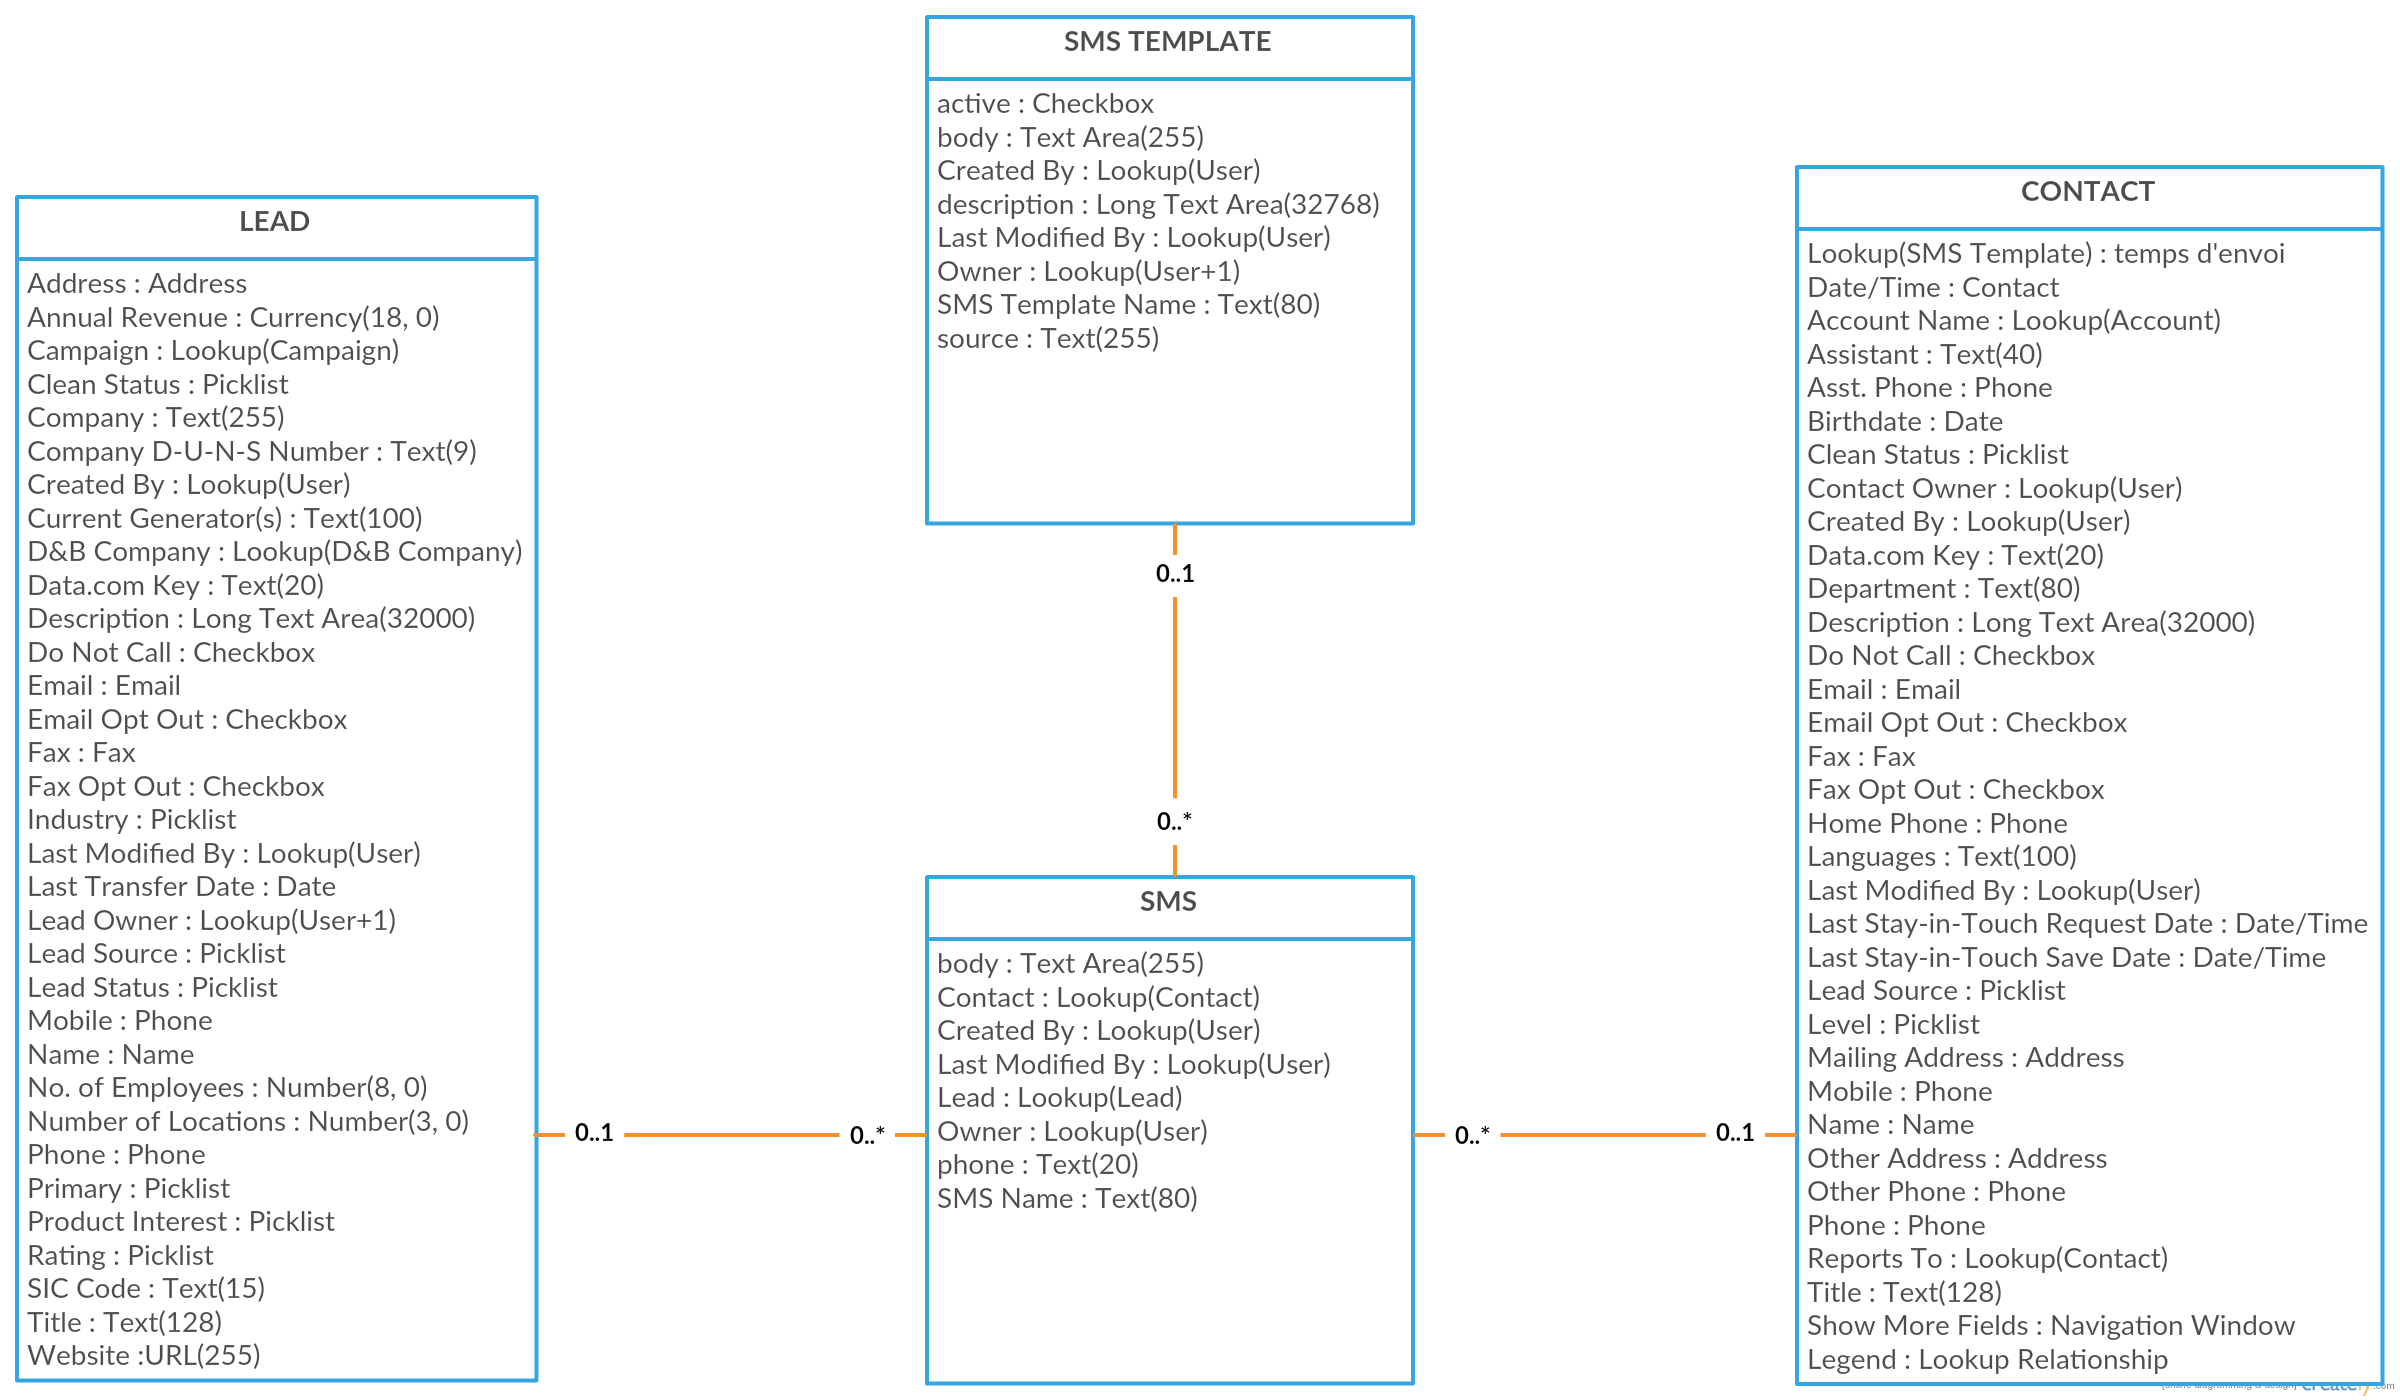 SMS TEMPLATE
active : Checkbox
body : Text Area(255)
Created By : Lookup(User)
description : Long Text Area(32768)
Last Modified By : Lookup(User)
Owner : Lookup(User+1)
SMS Template Name : Text(80)
source : Text(255)
LEAD
Address : Address
Annual Revenue : Currency(18, 0)
Campaign : Lookup(Campaign)
Clean Status : Picklist
Company : Text(255)
Company D-U-N-S Number : Text(9)
Created By : Lookup(User)
Current Generator(s) : Text(100)
D&B Company : Lookup(D&B Company)
Data.com Key : Text(20)
Description : Long Text Area(32000)
Do Not Call : Checkbox
Email : Email
Email Opt Out : Checkbox
Fax : Fax
Fax Opt Out : Checkbox
Industry : Picklist
Last Modified By : Lookup(User)
Last Transfer Date : Date
Lead Owner : Lookup(User+1)
Lead Source : Picklist
Lead Status : Picklist
Mobile : Phone
Name : Name
No. of Employees : Number(8, 0)
Number of Locations : Number(3, 0)
Phone : Phone
Primary : Picklist
Product Interest : Picklist
Rating : Picklist
SIC Code : Text(15)
Title : Text(128)
Website :URL(255)
0..1
0..*
SMS
body : Text Area(255)
Contact : Lookup(Contact)
Created By : Lookup(User)
Last Modified By : Lookup(User)
Lead : Lookup(Lead)
Owner : Lookup(User)
phone : Text(20)
SMS Name : Text(80)
0..1
0..*
0..*
0..1
CONTACT
Lookup(SMS Template) : temps d'envoi
Date/Time : Contact
Account Name : Lookup(Account)
Assistant : Text(40)
Asst. Phone : Phone
Birthdate : Date
Clean Status : Picklist
Contact Owner : Lookup(User)
Created By : Lookup(User)
Data.com Key : Text(20)
Department : Text(80)
Description : Long Text Area(32000)
Do Not Call : Checkbox
Email : Email
Email Opt Out : Checkbox
Fax : Fax
Fax Opt Out : Checkbox
Home Phone : Phone
Languages : Text(100)
Last Modified By : Lookup(User)
Last Stay-in-Touch Request Date : Date/Time
Last Stay-in-Touch Save Date : Date/Time
Lead Source : Picklist
Level : Picklist
Mailing Address : Address
Mobile : Phone
Name : Name
Other Address : Address
Other Phone : Phone
Phone : Phone
Reports To : Lookup(Contact)
Title : Text(128)
Show More Fields : Navigation Window
Legend : Lookup Relationship